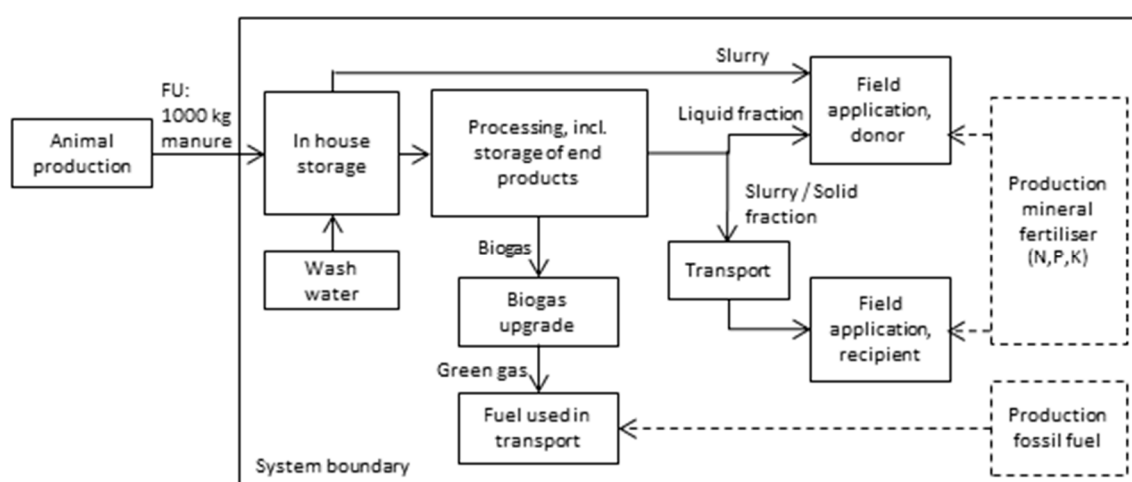 FU:
1000 kg
manure
Animal
production
In house
storage
Wash
water
Processing, incl.
storage of end
products
Slurry
Liquid fraction
Field
application,
donor
Slurry / Solid
fraction
Transport
Field
application,
recipient
Production
mineral
fertiliser
(N,P,K)
Biogas
Biogas
upgrade
Green gas
Fuel used in
transport
Production
fossil fuel
System boundary